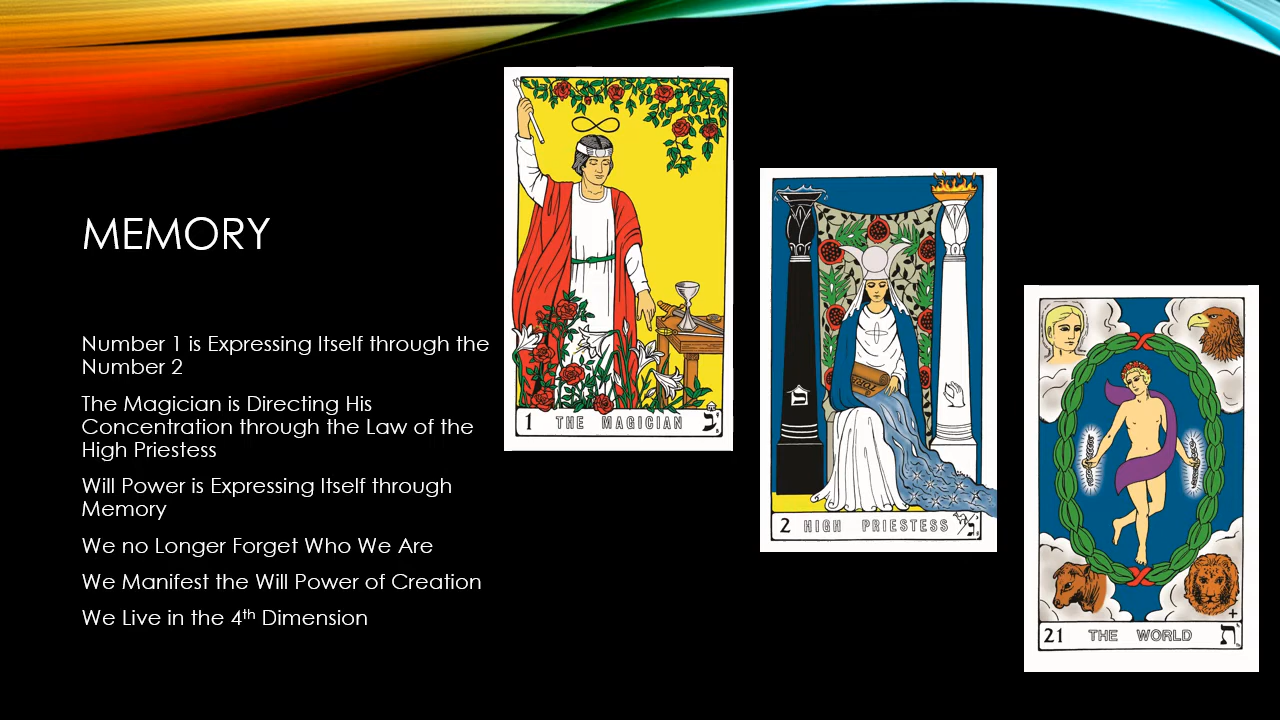 MEMORY
Number 1 is Expressing Itself through the
Number 2
The Magician is Directing His
Concentration through the Law of the
High Priestess
Will Power is Expressing Itself through
Memory
We no Longer Forget Who We Are
We Manifest the Will Power of Creation
We Live in the 4th Dimension
1 THE MAGICIAN ב
2 HIGH PRIESTESS ג
21 THE WORLD ת